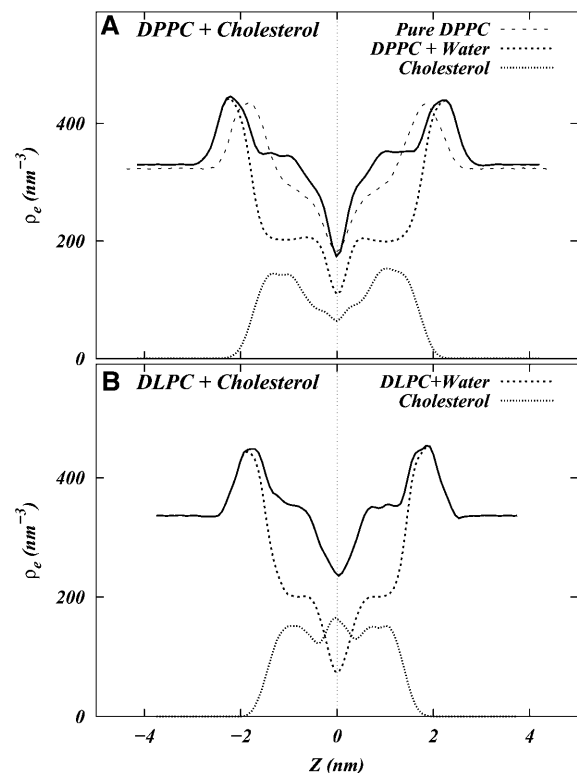 A DPPC + Cholesterol
Pure DPPC
DPPC + Water
Cholesterol
400
200
0
ρe (nm−3)
B DLPC + Cholesterol
DLPC+Water
Cholesterol
400
200
0
ρe (nm−3)
−4 −2 0 2 4
Z (nm)